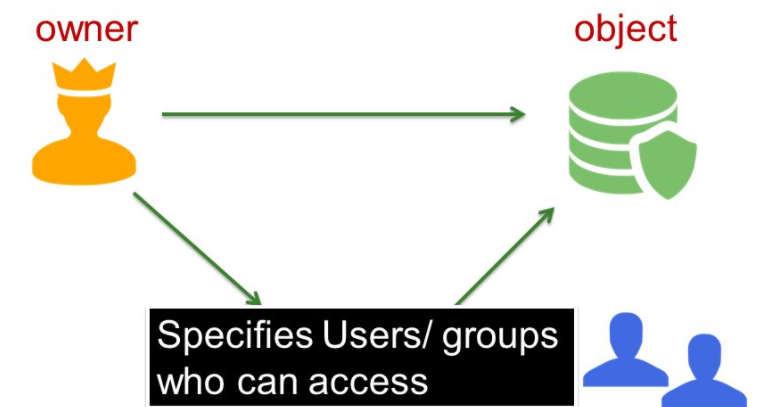 owner
object
Specifies Users/ groups
who can access